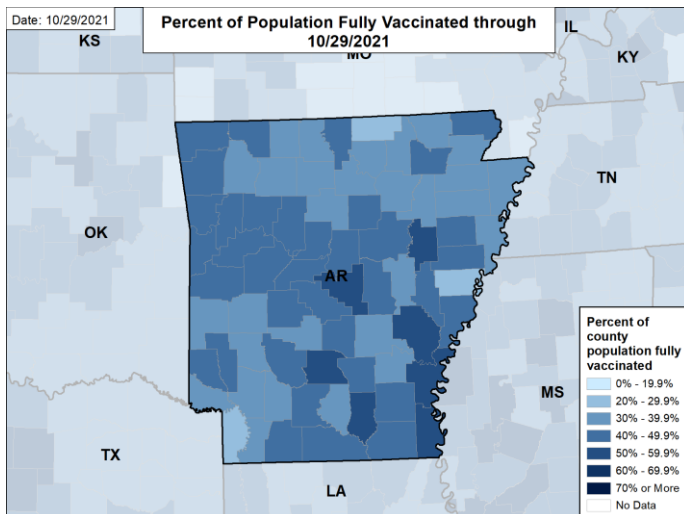 Date: 10/29/2021
Percent of Population Fully Vaccinated through
10/29/2021
IL
KS
MO
KY
TN
OK
AR
MS
TX
LA
Percent of
county
population fully
vaccinated
0% - 19.9%
20% - 29.9%
30% - 39.9%
40% - 49.9%
50% - 59.9%
60% - 69.9%
70% or More
No Data